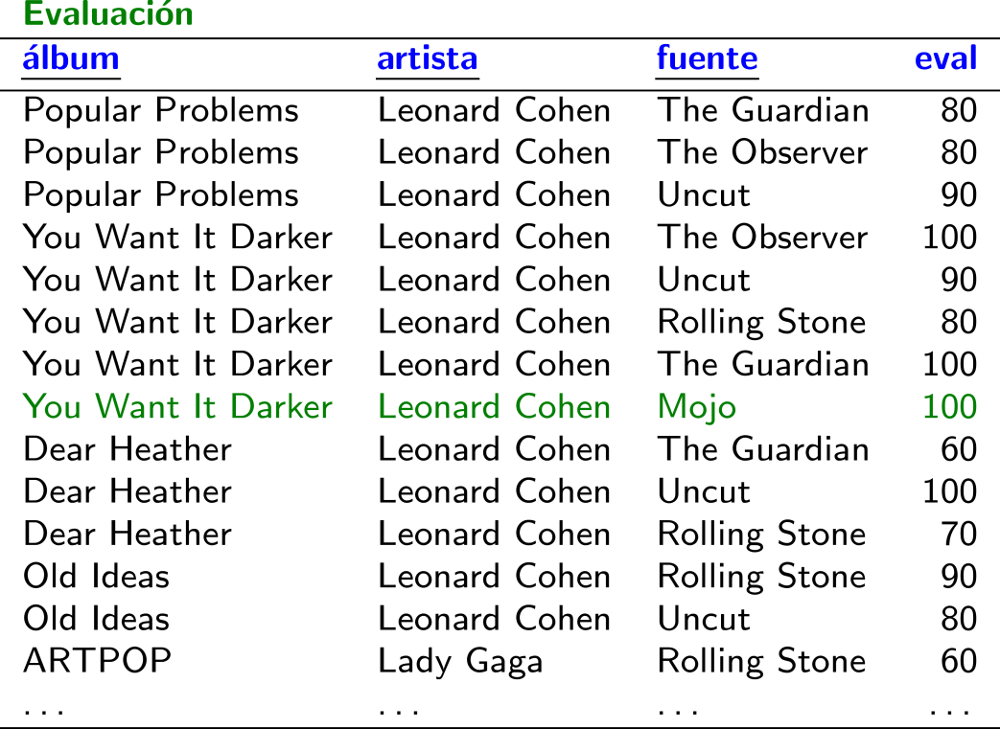 Evaluación
álbum artista fuente eval
Popular Problems Leonard Cohen The Guardian 80
Popular Problems Leonard Cohen The Observer 80
Popular Problems Leonard Cohen Uncut 90
You Want It Darker Leonard Cohen The Observer 100
You Want It Darker Leonard Cohen Uncut 90
You Want It Darker Leonard Cohen Rolling Stone 80
You Want It Darker Leonard Cohen The Guardian 100
You Want It Darker Leonard Cohen Mojo 100
Dear Heather Leonard Cohen The Guardian 60
Dear Heather Leonard Cohen Uncut 100
Dear Heather Leonard Cohen Rolling Stone 70
Old Ideas Leonard Cohen Rolling Stone 90
Old Ideas Leonard Cohen Uncut 80
ARTPOP Lady Gaga Rolling Stone 60
... ... ... ...